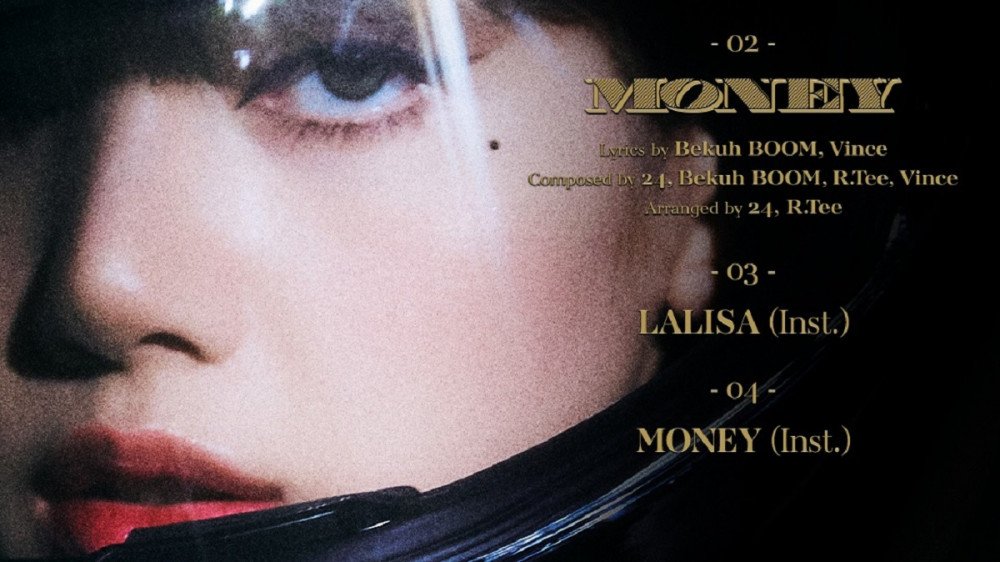 - 02 -
MONEY
Lyrics by Bekuh BOOM, Vince
Composed by 24, Bekuh BOOM, R.Tee, Vince
Arranged by 24, R.Tee
- 03 -
LALISA (Inst.)
- 04 -
MONEY (Inst.)